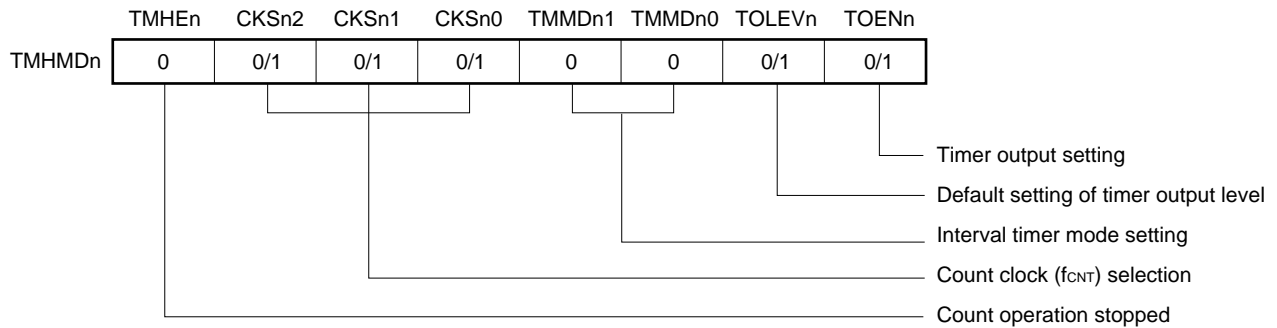 TMHEn CKSn2 CKSn1 CKSn0 TMMDn1 TMMDn0 TOLEVn TOENn
TMHMDn 0 0/1 0/1 0/1 0 0 0/1 0/1
Timer output setting
Default setting of timer output level
Interval timer mode setting
Count clock (fCNT) selection
Count operation stopped